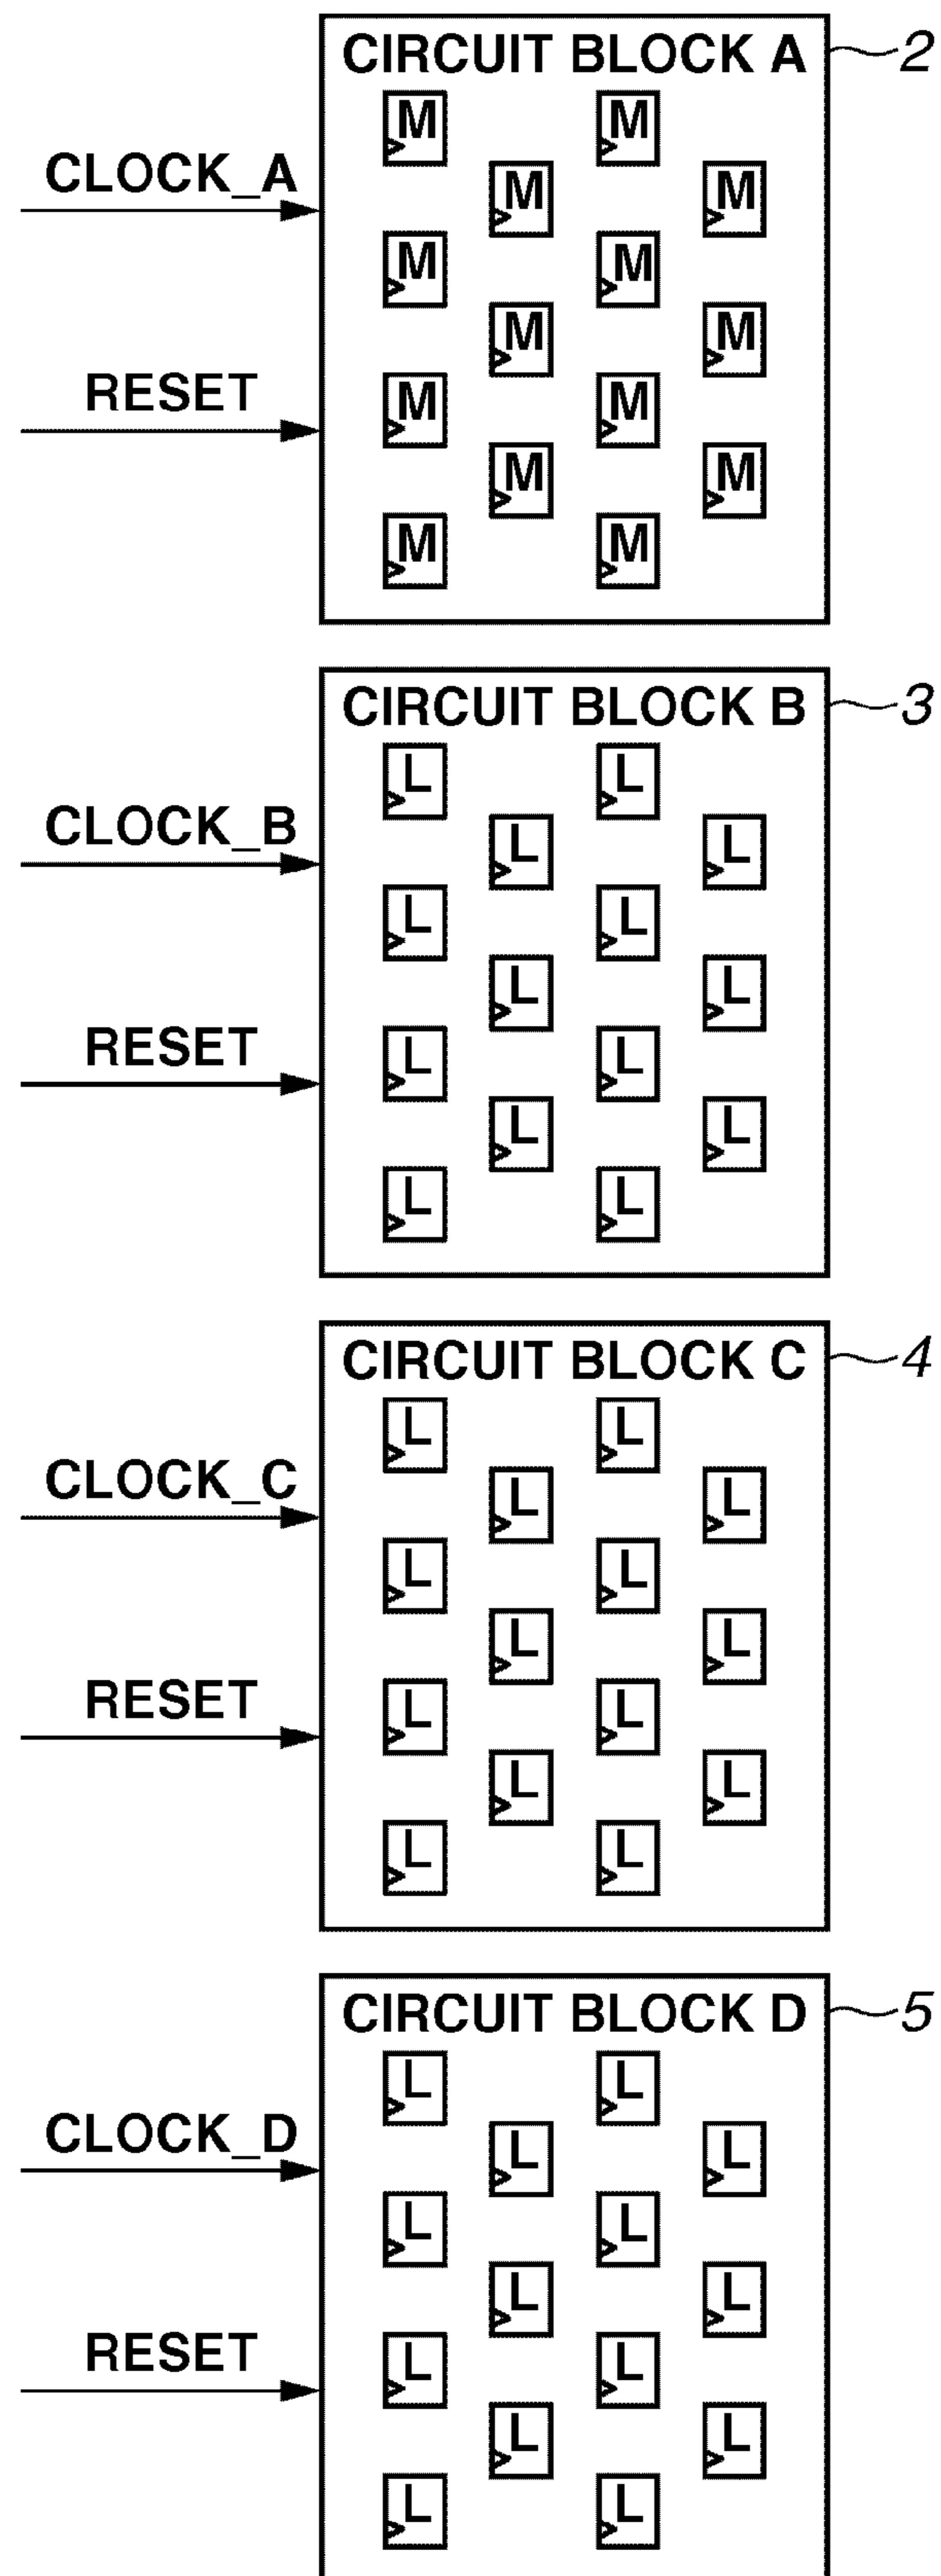 CIRCUIT BLOCK A 2
M M
CLOCK_A
M M
M M
M M
RESET
M M
M M
M M
CIRCUIT BLOCK B 3
L L
CLOCK_B
L L
L L
L L
RESET
L L
L L
L L
CIRCUIT BLOCK C 4
L L
CLOCK_C
L L
L L
L L
RESET
L L
L L
L L
CIRCUIT BLOCK D 5
L L
CLOCK_D
L L
L L
L L
RESET
L L
L L
L L